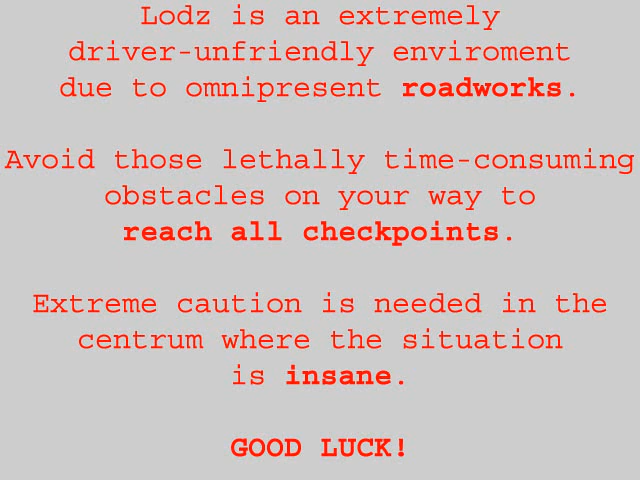 Lodz is an extremely
driver-unfriendly enviroment
due to omnipresent roadworks.
Avoid those lethally time-consuming
obstacles on your way to
reach all checkpoints.
Extreme caution is needed in the
centrum where the situation
is insane.
GOOD LUCK!